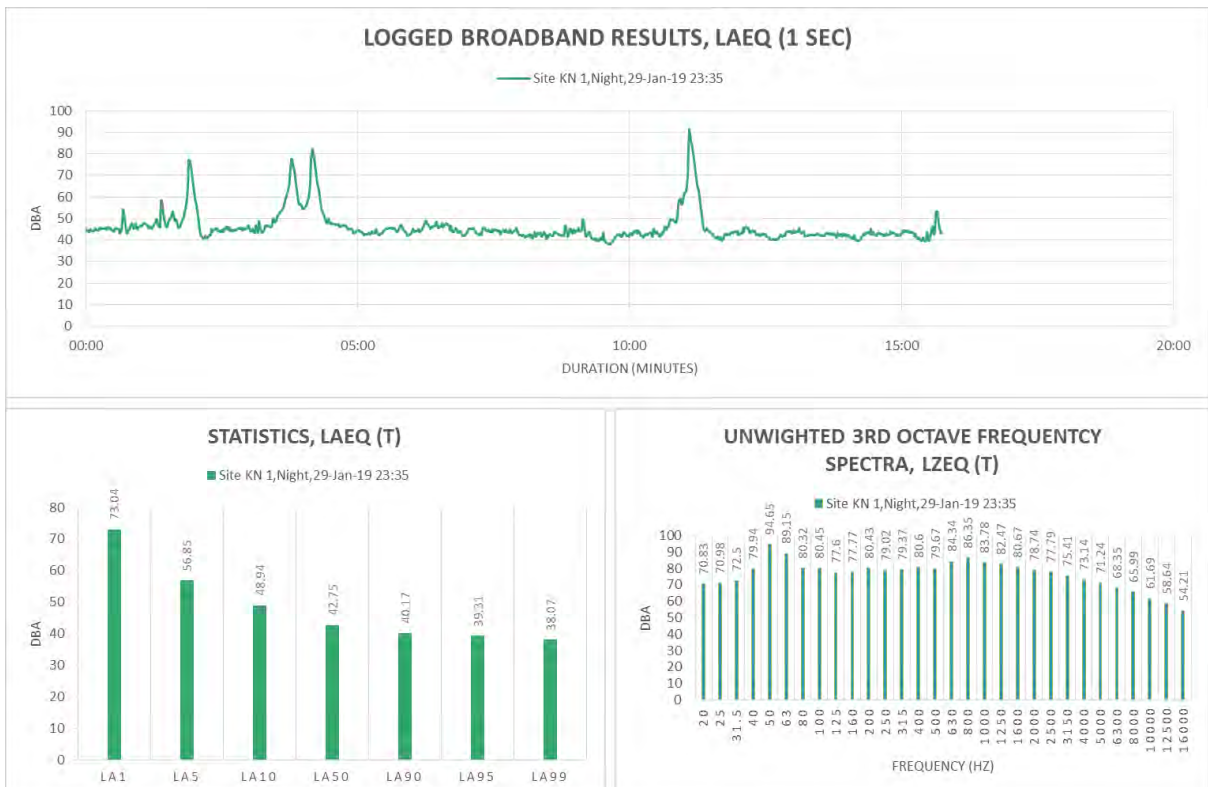 LOGGED BROADBAND RESULTS, LAEQ (1 SEC)
Site KN 1,Night,29-Jan-19 23:35
100
90
80
70
60
50
40
30
20
10
0
DBA
00:00 05:00 10:00 15:00 20:00
DURATION (MINUTES)
STATISTICS, LAEQ (T)
Site KN 1,Night,29-Jan-19 23:35
80
70
60
50
40
30
20
10
0
DBA
73.04 56.85 48.94 42.75 40.17 39.31 38.07
LA1 LA5 LA10 LA50 LA90 LA95 LA99
UNWIGHTED 3RD OCTAVE FREQUENTCY
SPECTRA, LZEQ (T)
Site KN 1,Night,29-Jan-19 23:35
100
90
80
70
60
50
40
30
20
10
0
DBA
70.83 70.98 72.5 79.94 94.65 89.15 80.32 80.45 77.6 77.77 80.43 79.02 79.37 80.6 79.67 84.34 86.35 83.78 82.47 80.67 78.74 77.79 75.41 73.14 71.24 68.35 65.99 61.69 58.64 54.21
20 25 31.5 40 50 63 80 100 125 160 200 250 315 400 500 630 800 1000 1250 1600 2000 2500 3150 4000 5000 6300 8000 10000 12500 16000
FREQUENCY (HZ)